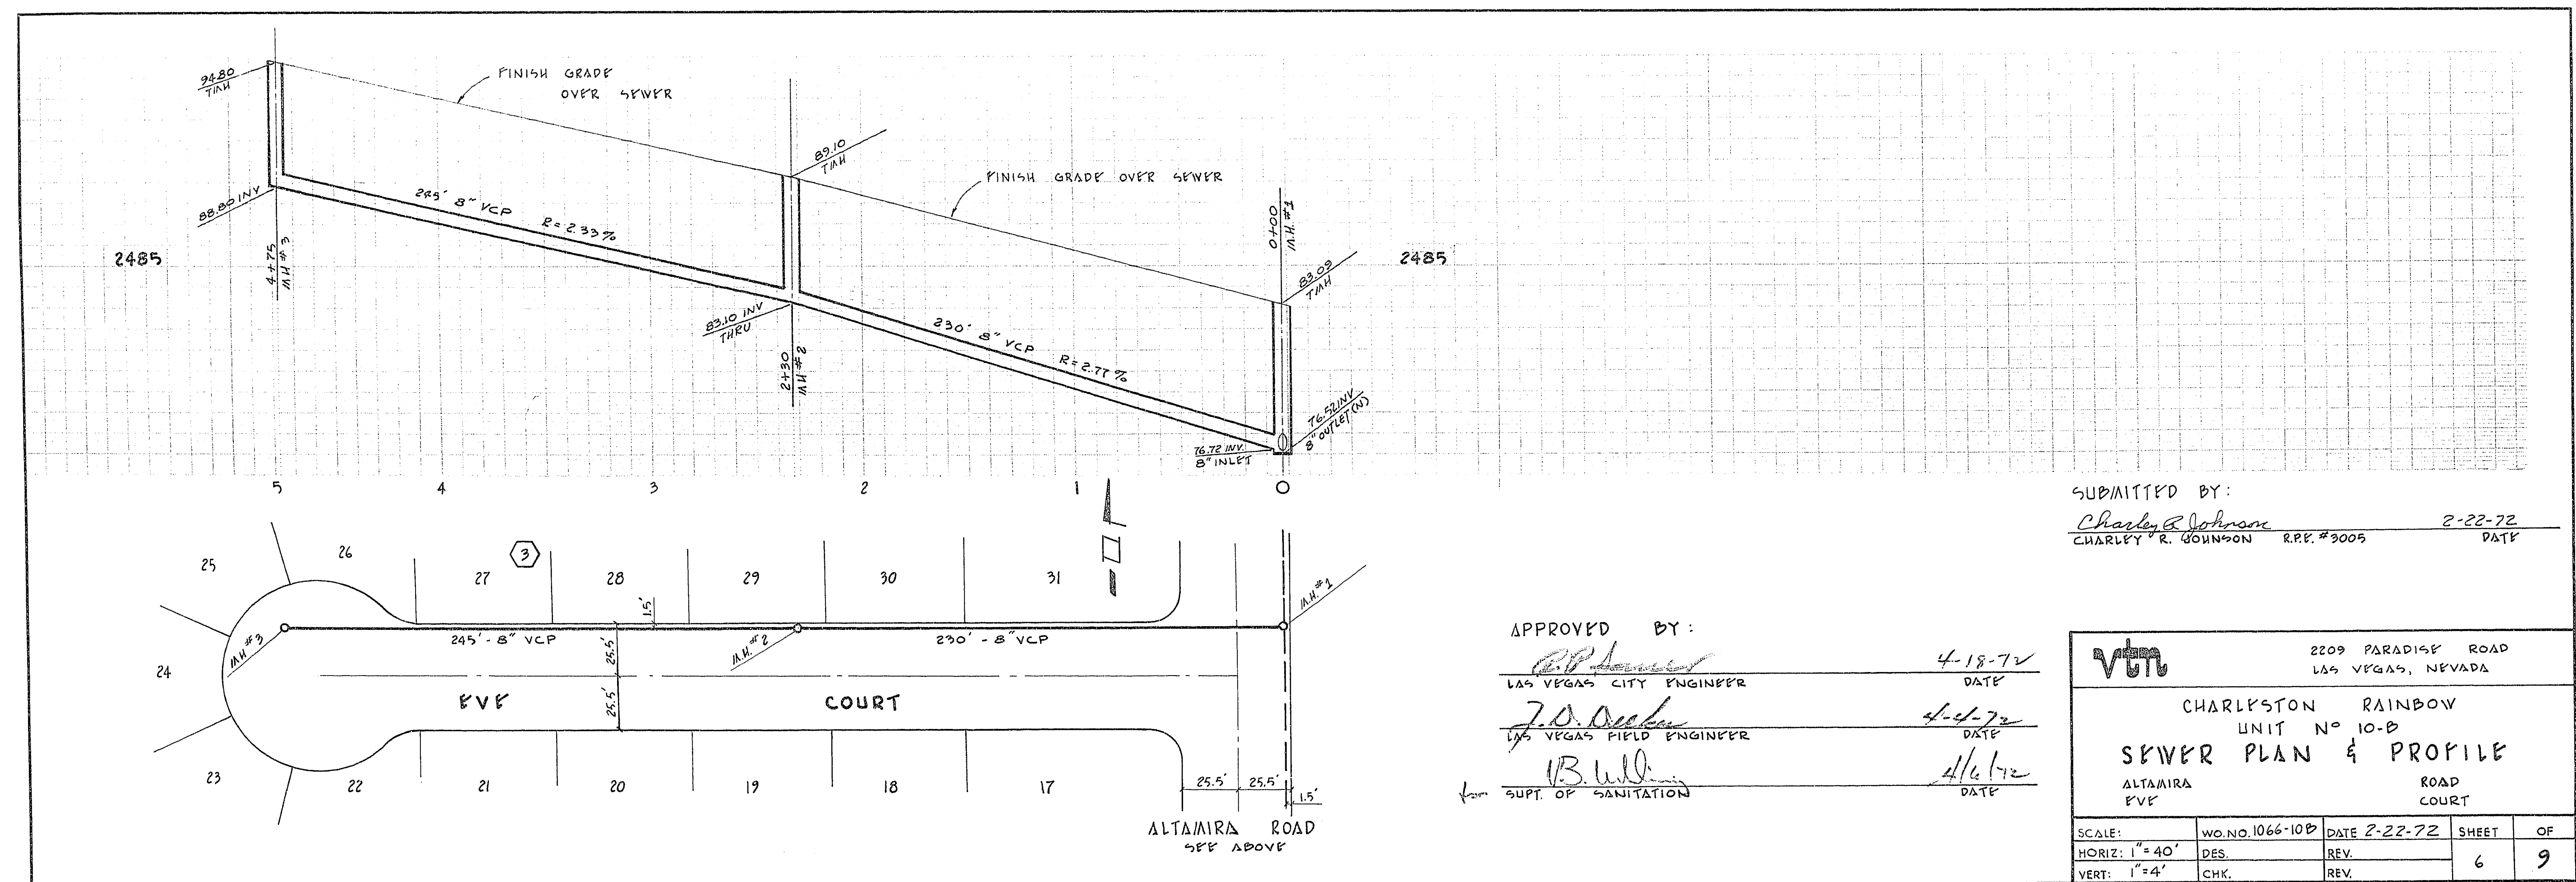 94.80
TMH
FINISH GRADE
OVER SEWER
88.80 INV
245' 8" VCP R = 2.33%
4+75
MH #3
2485
89.10
TMH
FINISH GRADE OVER SEWER
83.10 INV
THRU
2+30
MH #2
230' 8" VCP R = 2.77%
0+00
M.H. #1
83.09
TMH
2485
76.52 INV
8" OUTLET (N)
76.72 INV.
8" INLET
5 4 3 2 1 0
SUBMITTED BY:
Charley R Johnson 2-22-72
CHARLEY R. JOHNSON R.P.E. #3005 DATE
25 26 27 3 28 29 30 31
1.5'
M.H. #1
245' - 8" VCP 230' - 8" VCP
MH #3
M.H. #2
24
25.5'
25.5'
EVE COURT
23 22 21 20 19 18 17
25.5' 25.5' 1.5'
ALTAMIRA ROAD
SEE ABOVE
APPROVED BY:
4-18-72
LAS VEGAS CITY ENGINEER DATE
4-4-72
LAS VEGAS FIELD ENGINEER DATE
4/6/72
for SUPT. OF SANITATION DATE
vtn
2209 PARADISE ROAD
LAS VEGAS, NEVADA
CHARLESTON RAINBOW
UNIT Nº 10-B
SEWER PLAN & PROFILE
ALTAMIRA ROAD
EVE COURT
SCALE: WO. NO. 1066-10B DATE 2-22-72 SHEET OF
HORIZ: 1"=40' DES. REV. 6 9
VERT: 1"=4' CHK. REV.